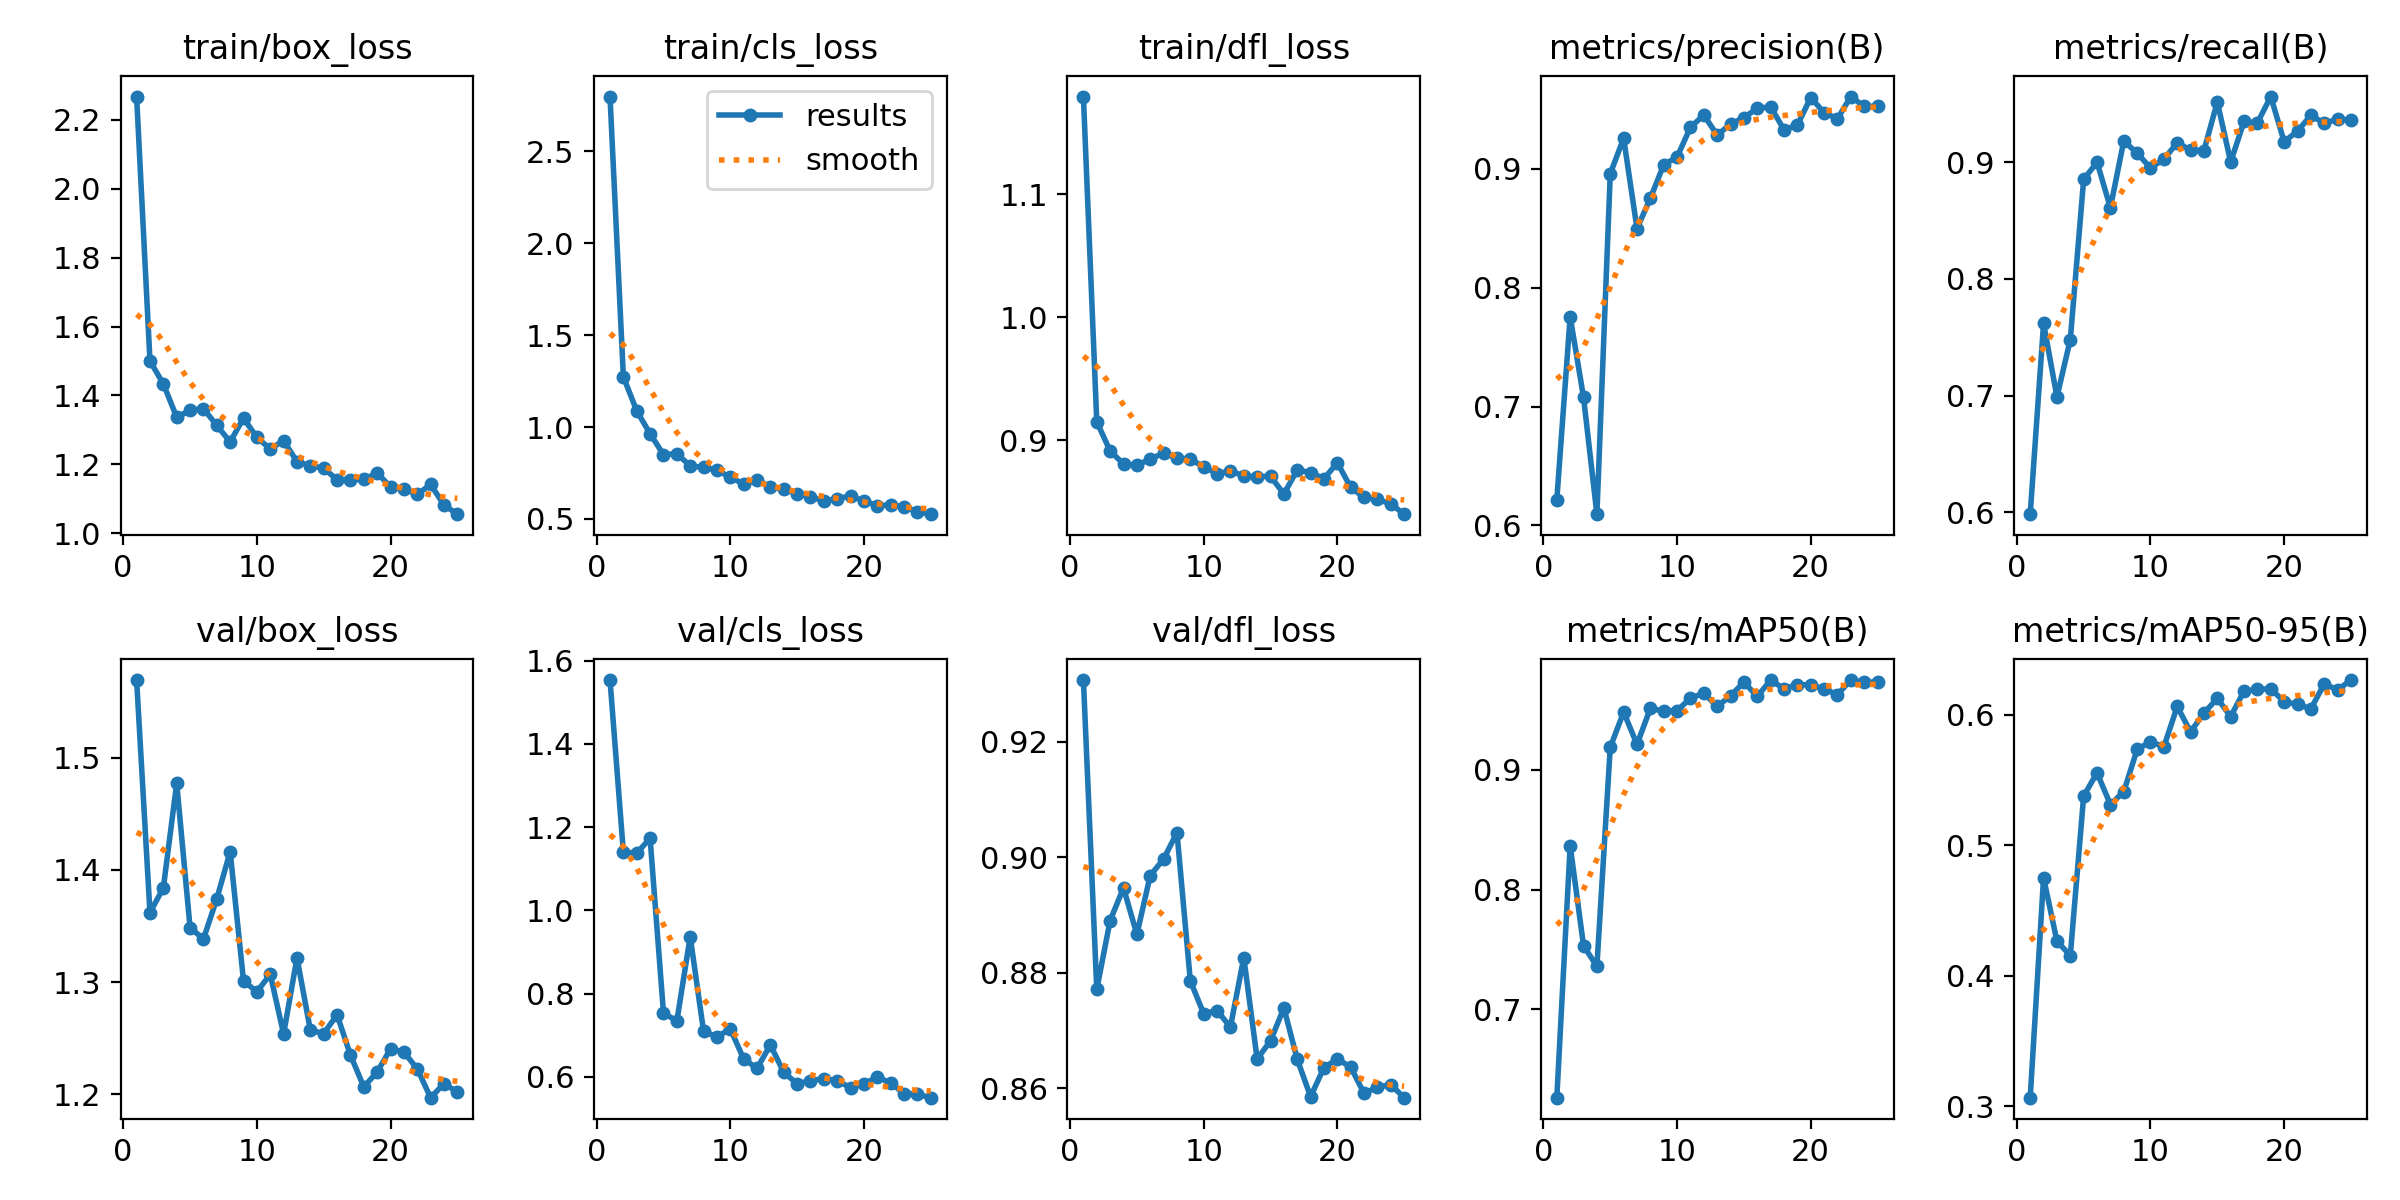 train/box_loss
train/cls_loss
train/dfl_loss
metrics/precision(B)
metrics/recall(B)
results
smooth
2.2
2.0
1.8
1.6
1.4
1.2
1.0
0 10 20
2.5
2.0
1.5
1.0
0.5
0 10 20
1.1
1.0
0.9
0 10 20
0.9
0.8
0.7
0.6
0 10 20
0.9
0.8
0.7
0.6
0 10 20
val/box_loss
val/cls_loss
val/dfl_loss
metrics/mAP50(B)
metrics/mAP50-95(B)
1.5
1.4
1.3
1.2
0 10 20
1.6
1.4
1.2
1.0
0.8
0.6
0 10 20
0.92
0.90
0.88
0.86
0 10 20
0.9
0.8
0.7
0 10 20
0.6
0.5
0.4
0.3
0 10 20